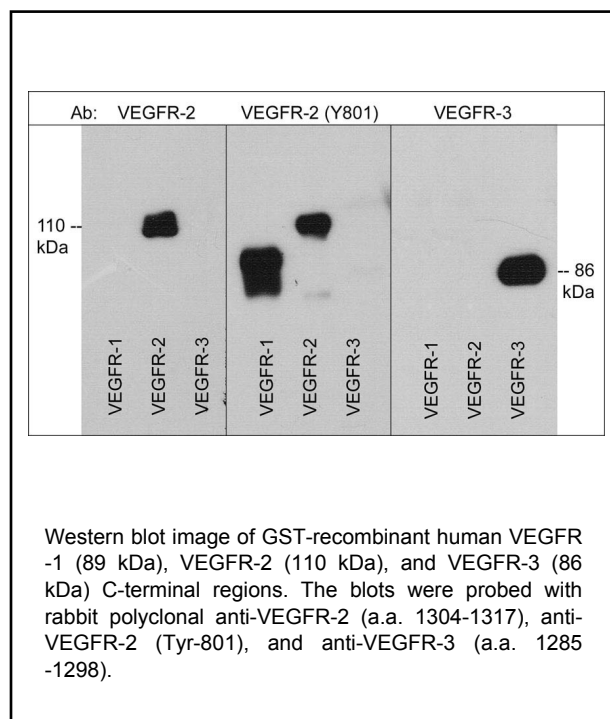 Ab: VEGFR-2 VEGFR-2 (Y801) VEGFR-3
110 --
kDa
-- 86
kDa
VEGFR-1
VEGFR-2
VEGFR-3
VEGFR-1
VEGFR-2
VEGFR-3
VEGFR-1
VEGFR-2
VEGFR-3
Western blot image of GST-recombinant human VEGFR
-1 (89 kDa), VEGFR-2 (110 kDa), and VEGFR-3 (86
kDa) C-terminal regions. The blots were probed with
rabbit polyclonal anti-VEGFR-2 (a.a. 1304-1317), anti-
VEGFR-2 (Tyr-801), and anti-VEGFR-3 (a.a. 1285
-1298).